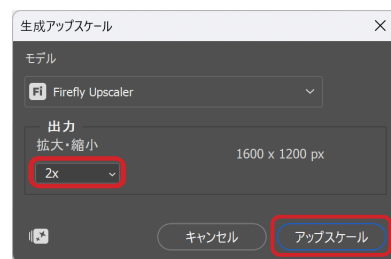 生成アップスケール
モデル
Fi Firefly Upscaler
出力
拡大・縮小
1600 x 1200 px
2x
キャンセル
アップスケール